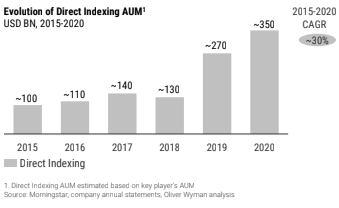 Evolution of Direct Indexing AUM¹
USD BN, 2015-2020
2015-2020
CAGR
~30%
~100
~110
~140
~130
~270
~350
2015 2016 2017 2018 2019 2020
Direct Indexing
1. Direct Indexing AUM estimated based on key player's AUM
Source: Morningstar, company annual statements, Oliver Wyman analysis